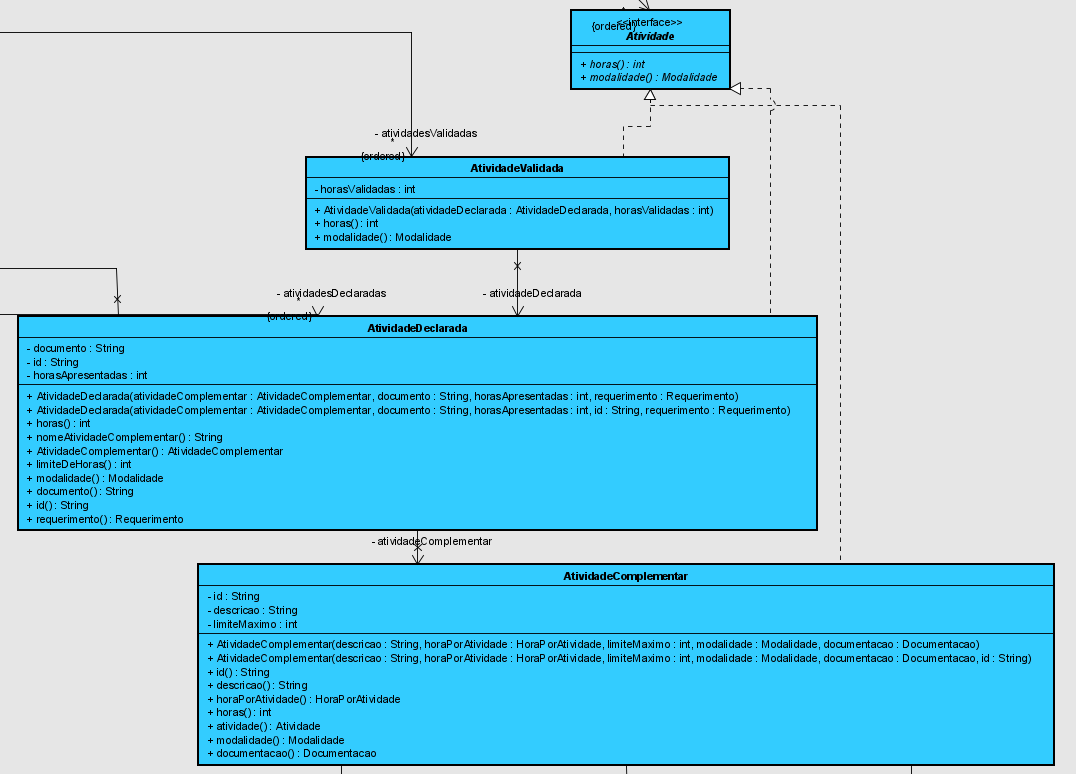 <<interface>>
{ordered}
Atividade
+ horas() : int
+ modalidade() : Modalidade
- atividadesValidadas
*
{ordered}
AtividadeValidada
- horasValidadas : int
+ AtividadeValidada(atividadeDeclarada : AtividadeDeclarada, horasValidadas : int)
+ horas() : int
+ modalidade() : Modalidade
- atividadesDeclaradas
*
{ordered}
- atividadeDeclarada
AtividadeDeclarada
- documento : String
- id : String
- horasApresentadas : int
+ AtividadeDeclarada(atividadeComplementar : AtividadeComplementar, documento : String, horasApresentadas : int, requerimento : Requerimento)
+ AtividadeDeclarada(atividadeComplementar : AtividadeComplementar, documento : String, horasApresentadas : int, id : String, requerimento : Requerimento)
+ horas() : int
+ nomeAtividadeComplementar() : String
+ AtividadeComplementar() : AtividadeComplementar
+ limiteDeHoras() : int
+ modalidade() : Modalidade
+ documento() : String
+ id() : String
+ requerimento() : Requerimento
- atividadeComplementar
AtividadeComplementar
- id : String
- descricao : String
- limiteMaximo : int
+ AtividadeComplementar(descricao : String, horaPorAtividade : HoraPorAtividade, limiteMaximo : int, modalidade : Modalidade, documentacao : Documentacao)
+ AtividadeComplementar(descricao : String, horaPorAtividade : HoraPorAtividade, limiteMaximo : int, modalidade : Modalidade, documentacao : Documentacao, id : String)
+ id() : String
+ descricao() : String
+ horaPorAtividade() : HoraPorAtividade
+ horas() : int
+ atividade() : Atividade
+ modalidade() : Modalidade
+ documentacao() : Documentacao